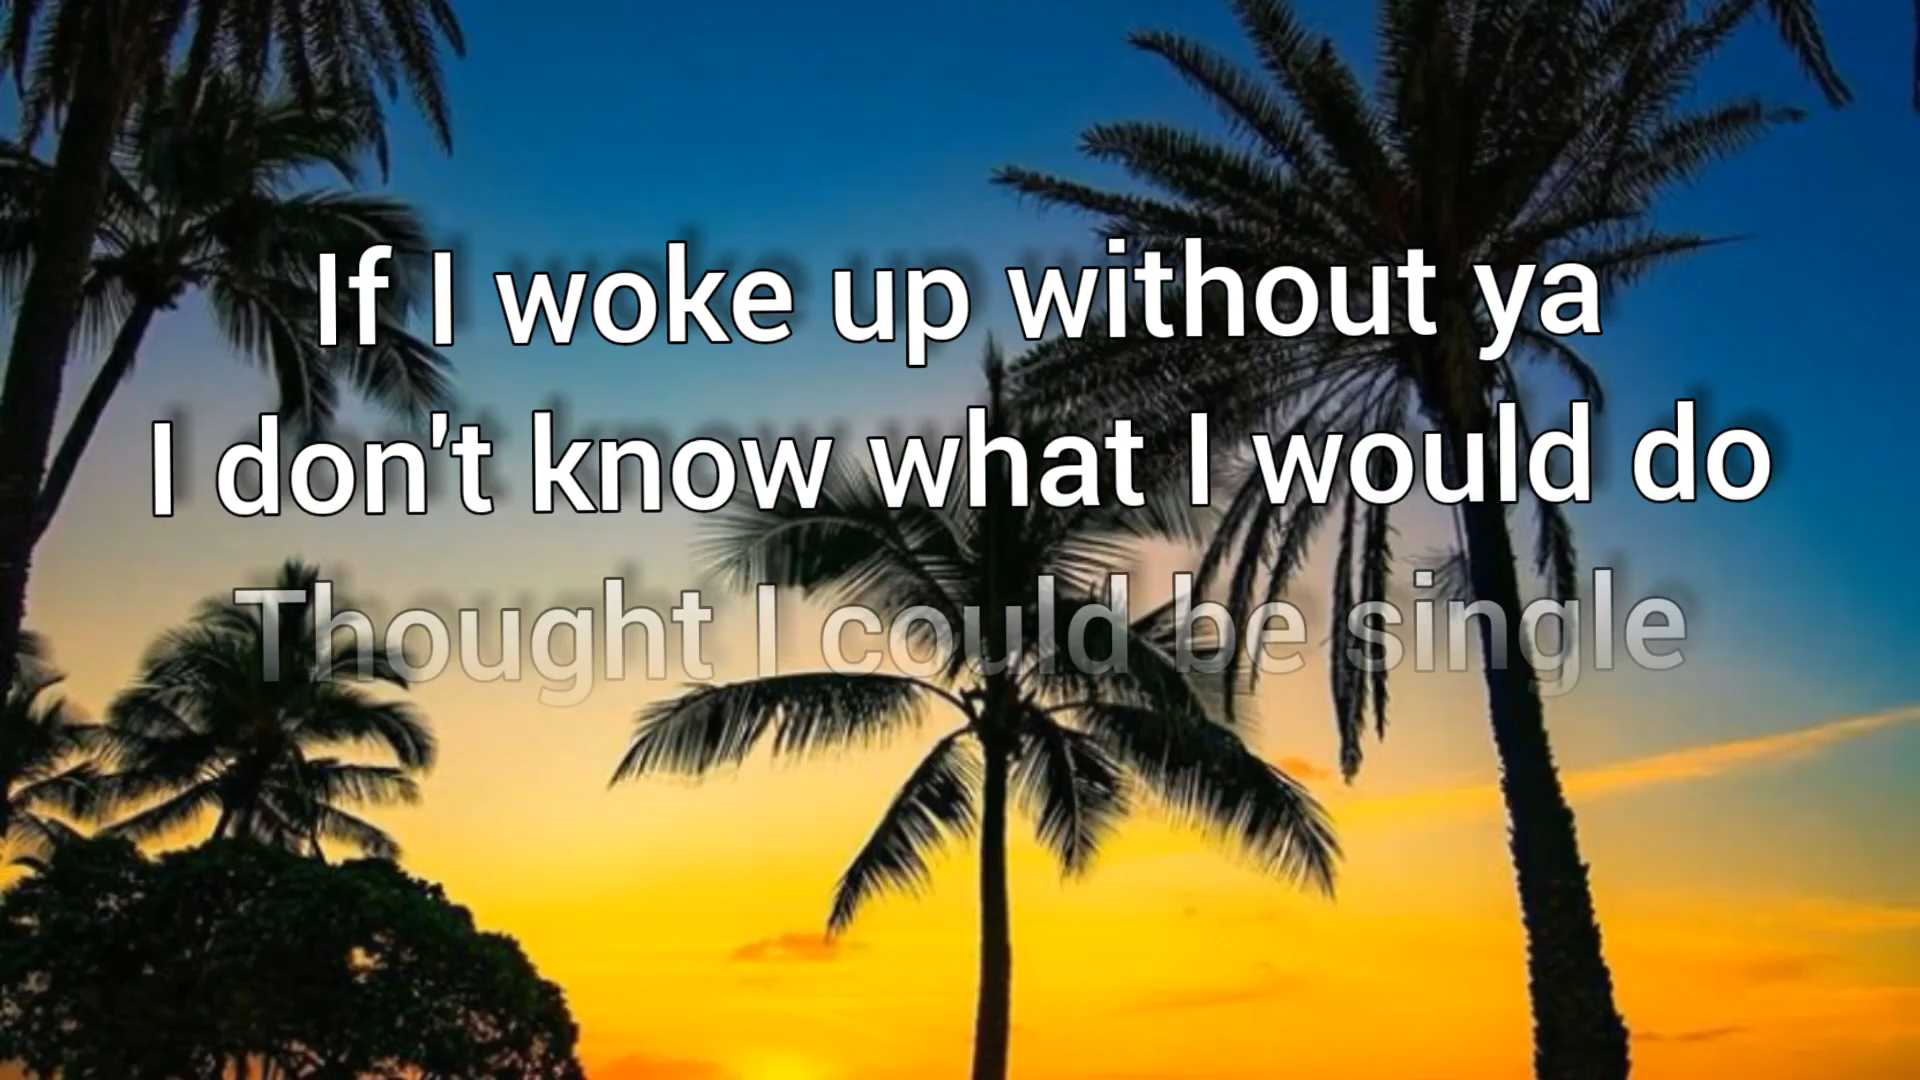 If I woke up without ya
I don't know what I would do
Thought I could be single